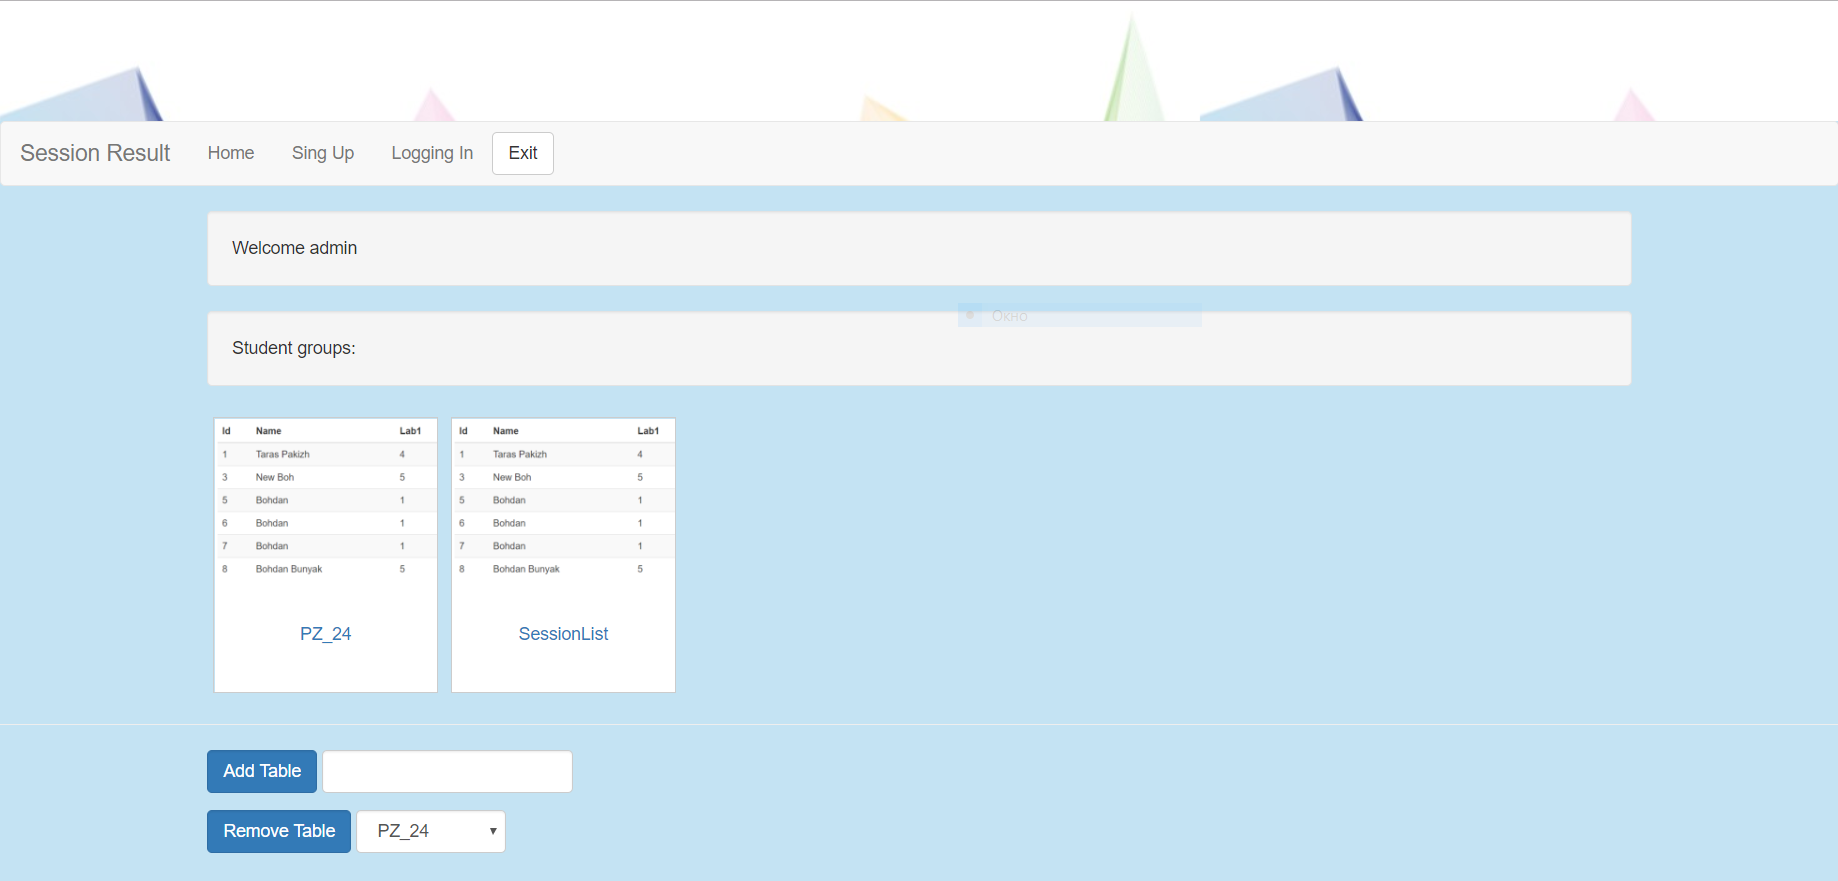 Session Result Home Sing Up Logging In Exit
Welcome admin
Окно
Student groups:
Id Name Lab1
1 Taras Pakizh 4
3 New Boh 5
5 Bohdan 1
6 Bohdan 1
7 Bohdan 1
8 Bohdan Bunyak 5
PZ_24
Id Name Lab1
1 Taras Pakizh 4
3 New Boh 5
5 Bohdan 1
6 Bohdan 1
7 Bohdan 1
8 Bohdan Bunyak 5
SessionList
Add Table
Remove Table PZ_24